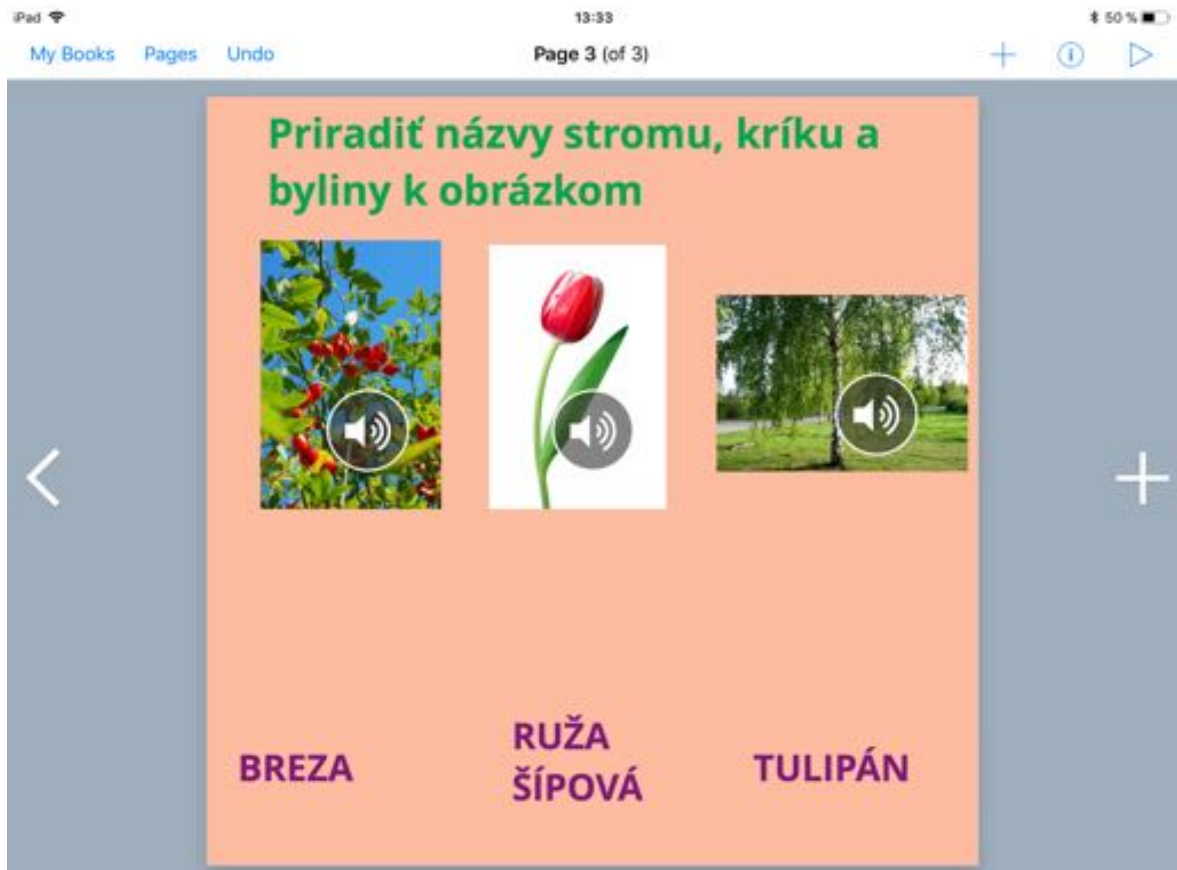 iPad 13:33 50 %
My Books Pages Undo Page 3 (of 3)
Priradiť názvy stromu, kríku a
byliny k obrázkom
BREZA
RUŽA
ŠÍPOVÁ
TULIPÁN